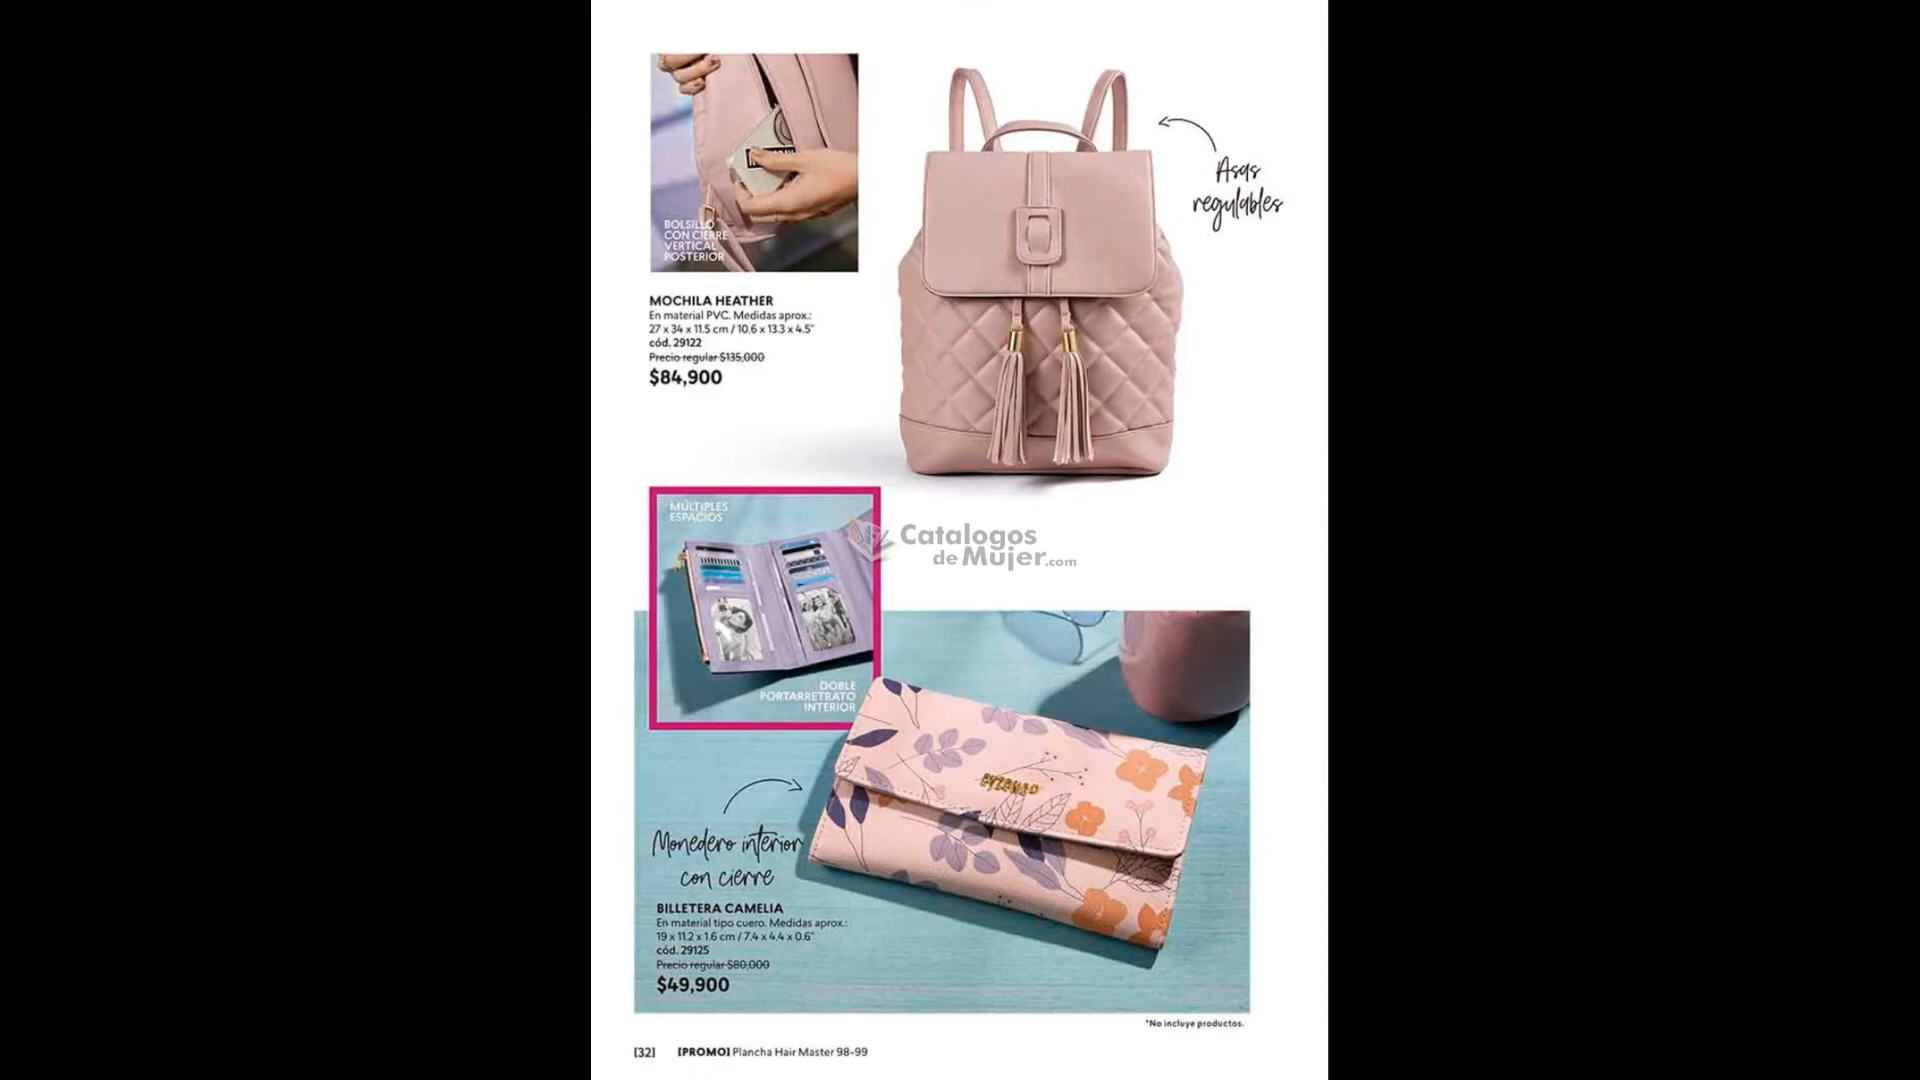 Asas
regulables
BOLSILLO
CON CIERRE
VERTICAL
POSTERIOR
MOCHILA HEATHER
En material PVC. Medidas aprox.:
27 x 34 x 11.5 cm / 10.6 x 13.3 x 4.5"
cód. 29122
Precio regular $135,000
$84,900
MÚLTIPLES
ESPACIOS
Catalogos
de Mujer.com
DOBLE
PORTARRETRATO
INTERIOR
Monedero interior
con cierre
BILLETERA CAMELIA
En material tipo cuero. Medidas aprox.:
19 x 11.2 x 1.6 cm / 7.4 x 4.4 x 0.6"
cód. 29125
Precio regular $80,000
$49,900
*No incluye productos.
[32] [PROMO] Plancha Hair Master 98-99